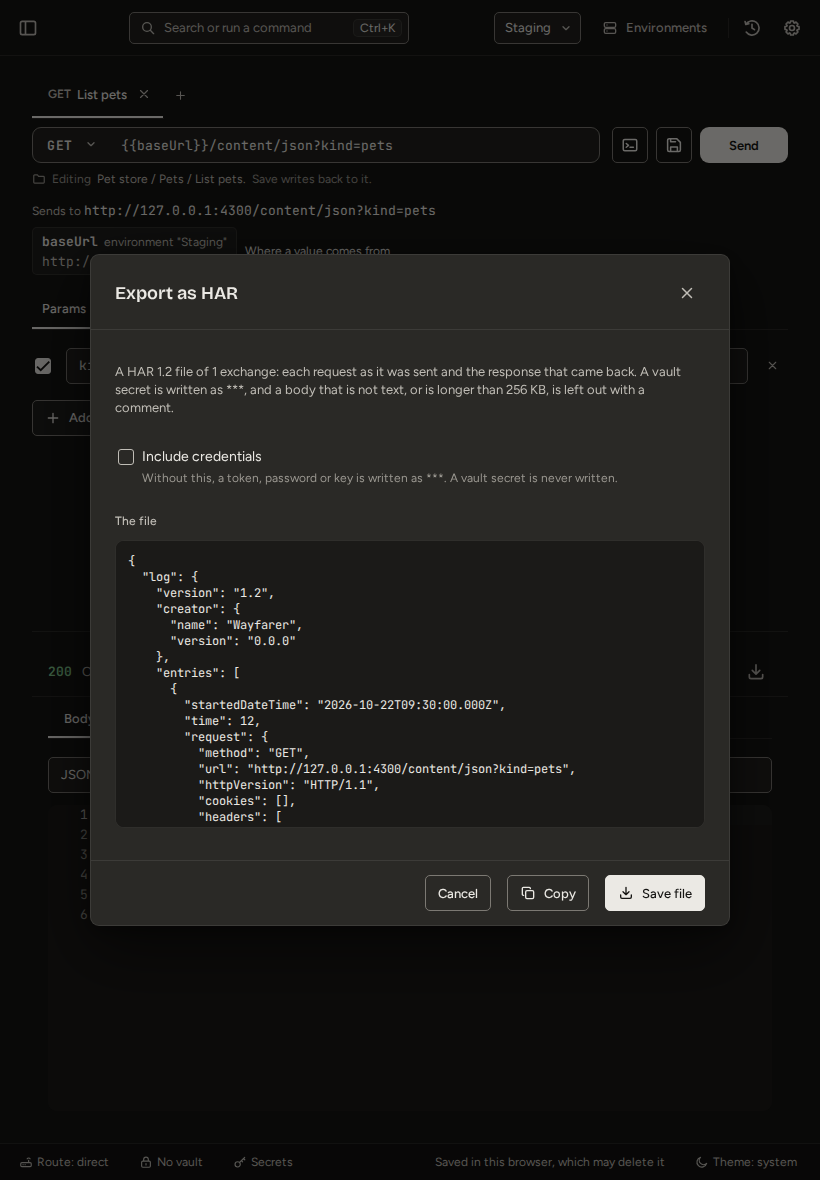 Search or run a command Ctrl+K Staging Environments
GET List pets
GET {{baseUrl}}/content/json?kind=pets Send
Editing Pet store / Pets / List pets. Save writes back to it.
Sends to http://127.0.0.1:4300/content/json?kind=pets
baseUrl environment "Staging"
Where a value comes from
http:/
Export as HAR
Params
A HAR 1.2 file of 1 exchange: each request as it was sent and the response that came back. A vault
secret is written as ***, and a body that is not text, or is longer than 256 KB, is left out with a
comment.
Include credentials
Without this, a token, password or key is written as ***. A vault secret is never written.
The file
{
"log": {
"version": "1.2",
"creator": {
"name": "Wayfarer",
"version": "0.0.0"
},
"entries": [
{
"startedDateTime": "2026-10-22T09:30:00.000Z",
"time": 12,
"request": {
"method": "GET",
"url": "http://127.0.0.1:4300/content/json?kind=pets",
"httpVersion": "HTTP/1.1",
"cookies": [],
"headers": [
200
Body
JSON
1
2
3
4
5
6
Cancel Copy Save file
Route: direct No vault Secrets Saved in this browser, which may delete it Theme: system